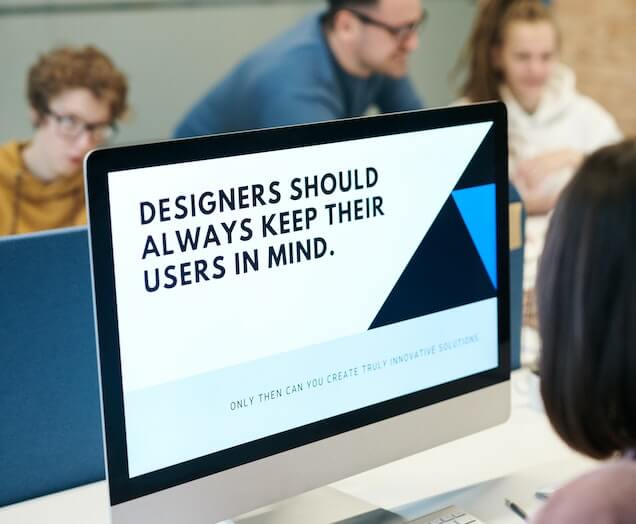 DESIGNERS SHOULD
ALWAYS KEEP THEIR
USERS IN MIND.
ONLY THEN CAN YOU CREATE TRULY INNOVATIVE SOLUTIONS.